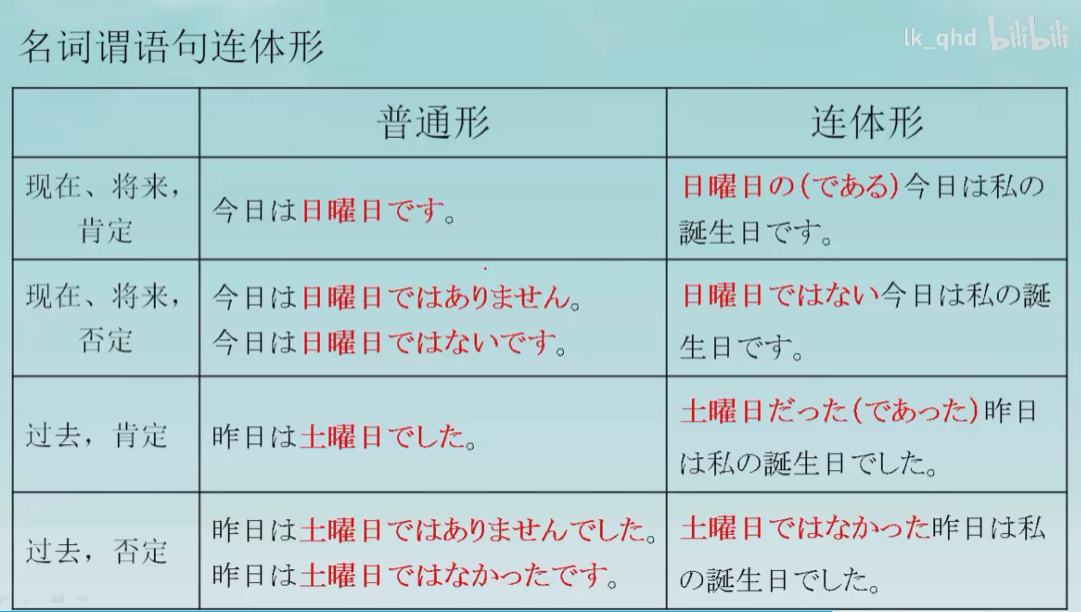 名词谓语句连体形
lk_qhd bilibili
普通形
连体形
现在、将来，
肯定
今日は日曜日です。
日曜日の(である)今日は私の
誕生日です。
现在、将来，
否定
今日は日曜日ではありません。
今日は日曜日ではないです。
日曜日ではない今日は私の誕
生日です。
过去，肯定
昨日は土曜日でした。
土曜日だった(であった)昨日
は私の誕生日でした。
过去，否定
昨日は土曜日ではありませんでした。
昨日は土曜日ではなかったです。
土曜日ではなかった昨日は私
の誕生日でした。